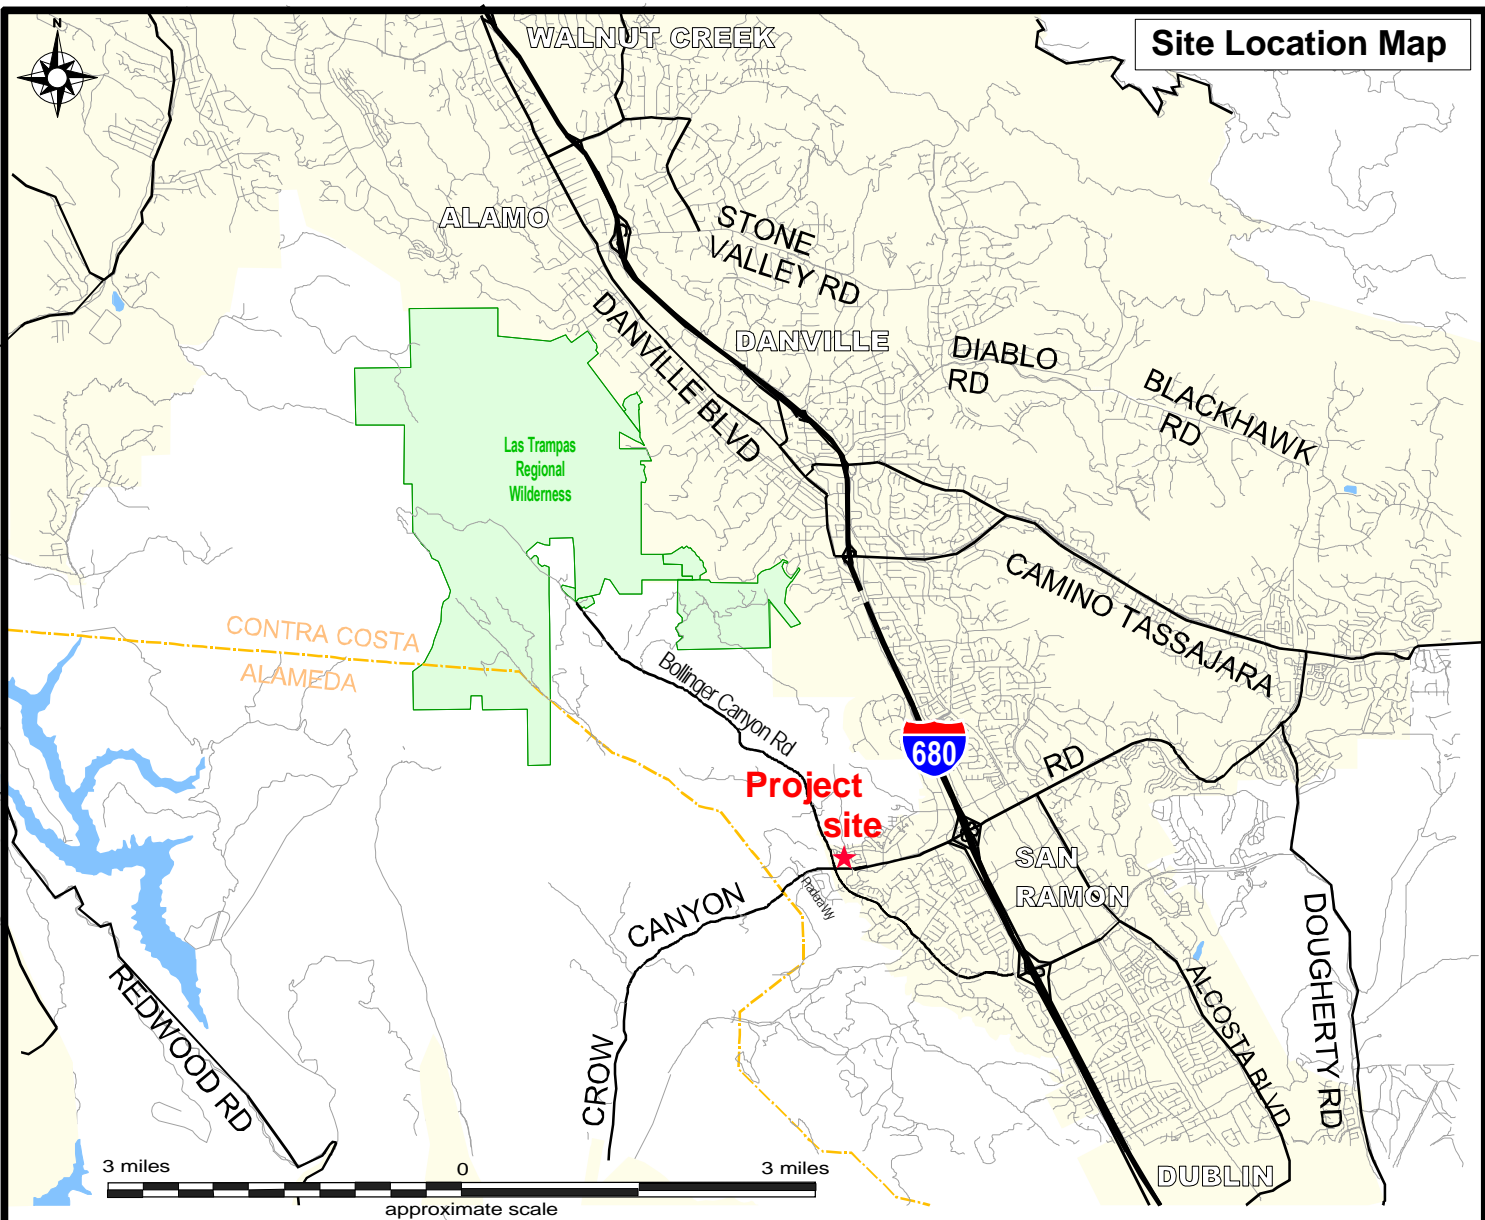 N
WALNUT CREEK
Site Location Map
ALAMO
STONE
VALLEY RD
DANVILLE BLVD
DANVILLE
DIABLO
RD
BLACKHAWK
RD
Las Trampas
Regional
Wilderness
CAMINO TASSAJARA
CONTRA COSTA
ALAMEDA
Bollinger Canyon Rd
680
RD
Project
site
SAN
RAMON
Pradera Wy
CANYON
CROW
REDWOOD RD
ALCOSTA BLVD
DOUGHERTY RD
DUBLIN
3 miles
0
3 miles
approximate scale